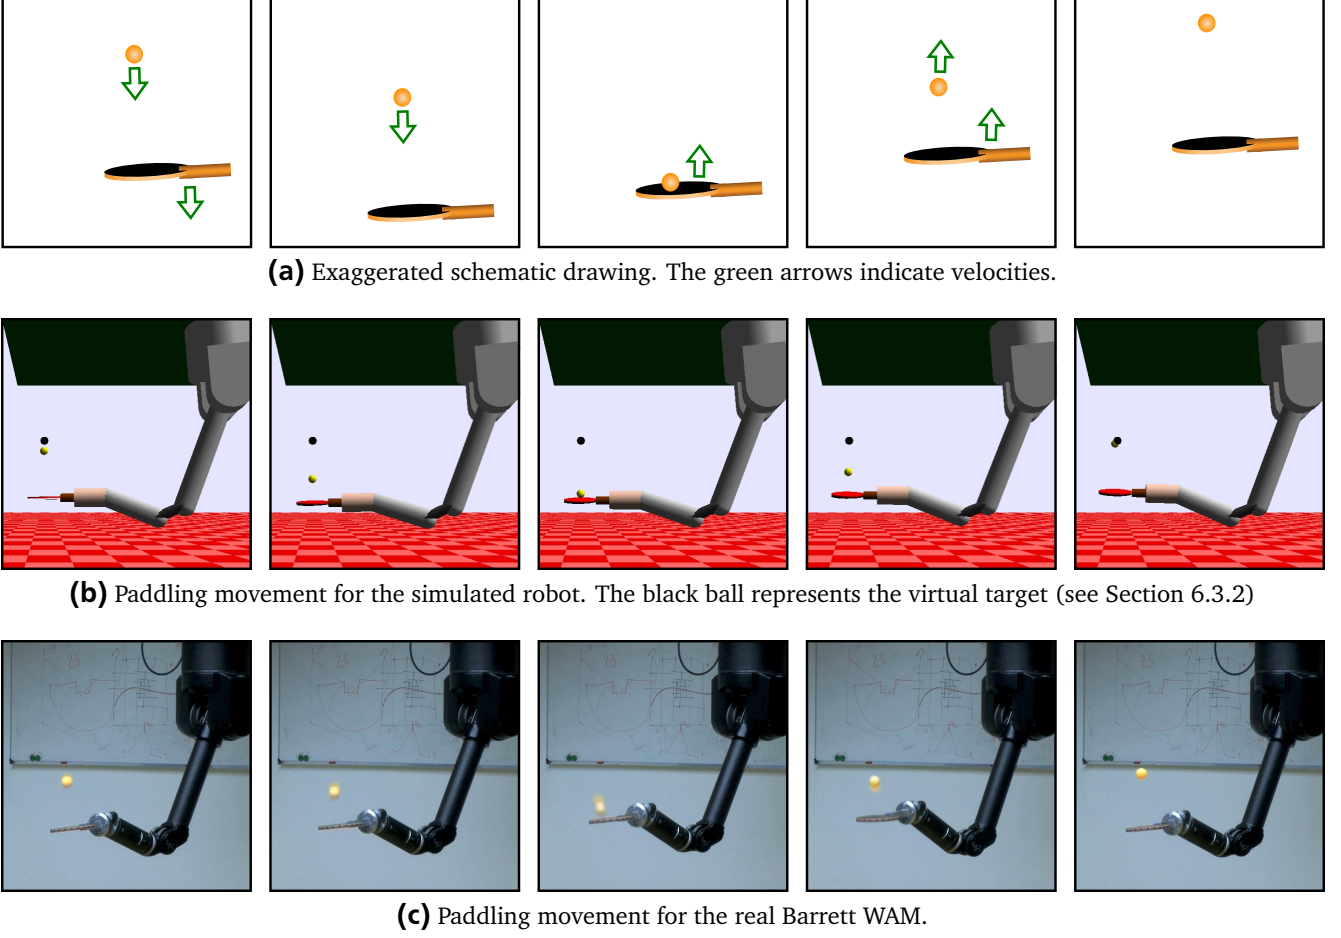 (a) Exaggerated schematic drawing. The green arrows indicate velocities.
(b) Paddling movement for the simulated robot. The black ball represents the virtual target (see Section 6.3.2)
(c) Paddling movement for the real Barrett WAM.